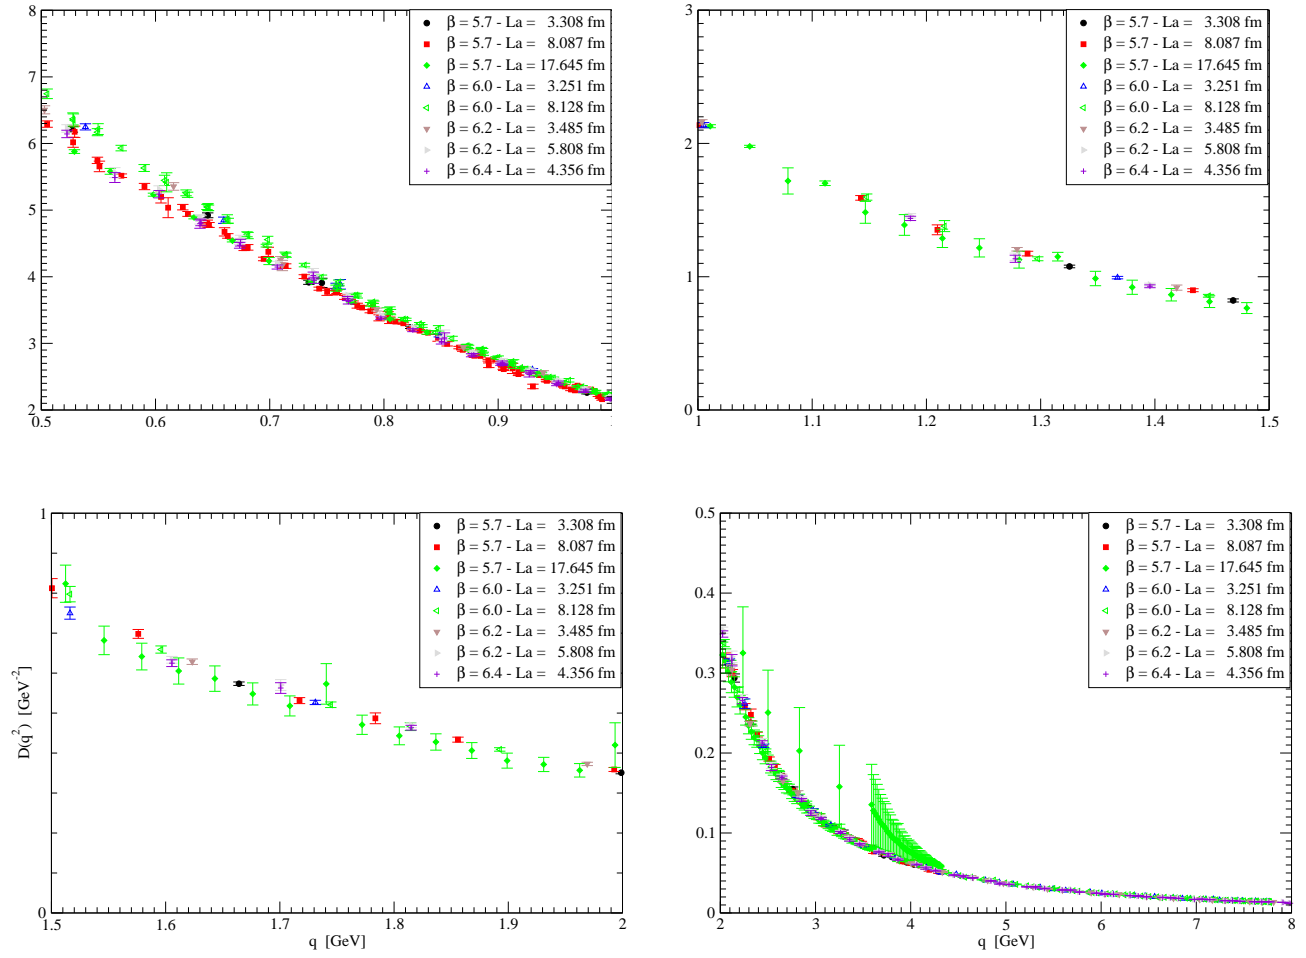 8
7
6
5
4
3
2
0.5
0.6
0.7
0.8
0.9
1
β = 5.7 - La = 3.308 fm
β = 5.7 - La = 8.087 fm
β = 5.7 - La = 17.645 fm
β = 6.0 - La = 3.251 fm
β = 6.0 - La = 8.128 fm
β = 6.2 - La = 3.485 fm
β = 6.2 - La = 5.808 fm
β = 6.4 - La = 4.356 fm
3
2
1
0
1
1.1
1.2
1.3
1.4
1.5
β = 5.7 - La = 3.308 fm
β = 5.7 - La = 8.087 fm
β = 5.7 - La = 17.645 fm
β = 6.0 - La = 3.251 fm
β = 6.0 - La = 8.128 fm
β = 6.2 - La = 3.485 fm
β = 6.2 - La = 5.808 fm
β = 6.4 - La = 4.356 fm
D(q²) [GeV⁻²]
1
0
1.5
1.6
1.7
1.8
1.9
2
q [GeV]
β = 5.7 - La = 3.308 fm
β = 5.7 - La = 8.087 fm
β = 5.7 - La = 17.645 fm
β = 6.0 - La = 3.251 fm
β = 6.0 - La = 8.128 fm
β = 6.2 - La = 3.485 fm
β = 6.2 - La = 5.808 fm
β = 6.4 - La = 4.356 fm
0.5
0.4
0.3
0.2
0.1
0
2
3
4
5
6
7
8
q [GeV]
β = 5.7 - La = 3.308 fm
β = 5.7 - La = 8.087 fm
β = 5.7 - La = 17.645 fm
β = 6.0 - La = 3.251 fm
β = 6.0 - La = 8.128 fm
β = 6.2 - La = 3.485 fm
β = 6.2 - La = 5.808 fm
β = 6.4 - La = 4.356 fm